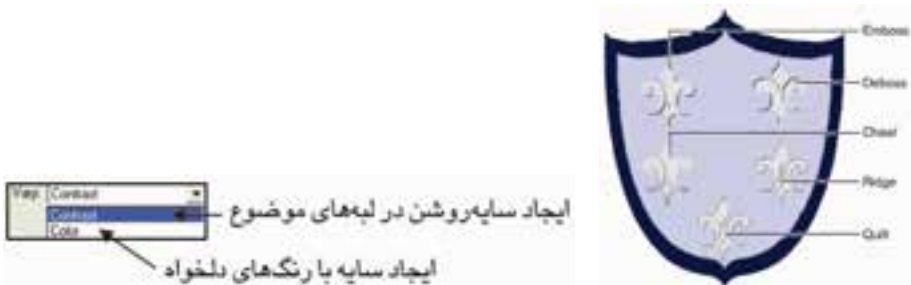 Emboss
Deboss
Chisel
Ridge
Quilt
Contrast
Contrast
Color
ایجاد سایه‌روشن در لبه‌های موضوع
ایجاد سایه با رنگ‌های دلخواه